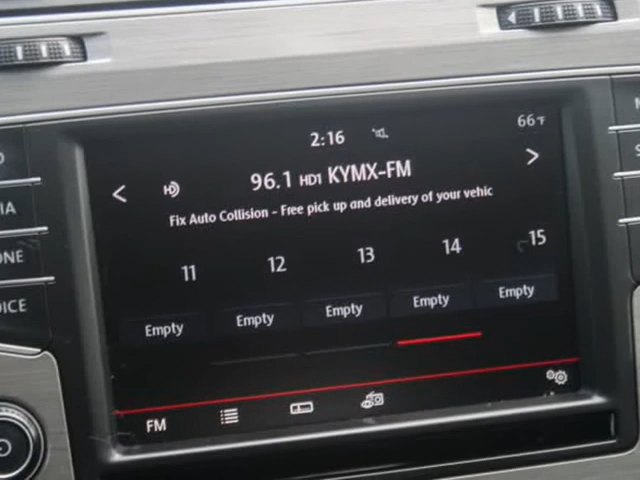 2:16
66°F
96.1 HD1 KYMX-FM
Fix Auto Collision - Free pick up and delivery of your vehic
11 12 13 14 15
Empty Empty Empty Empty Empty
FM